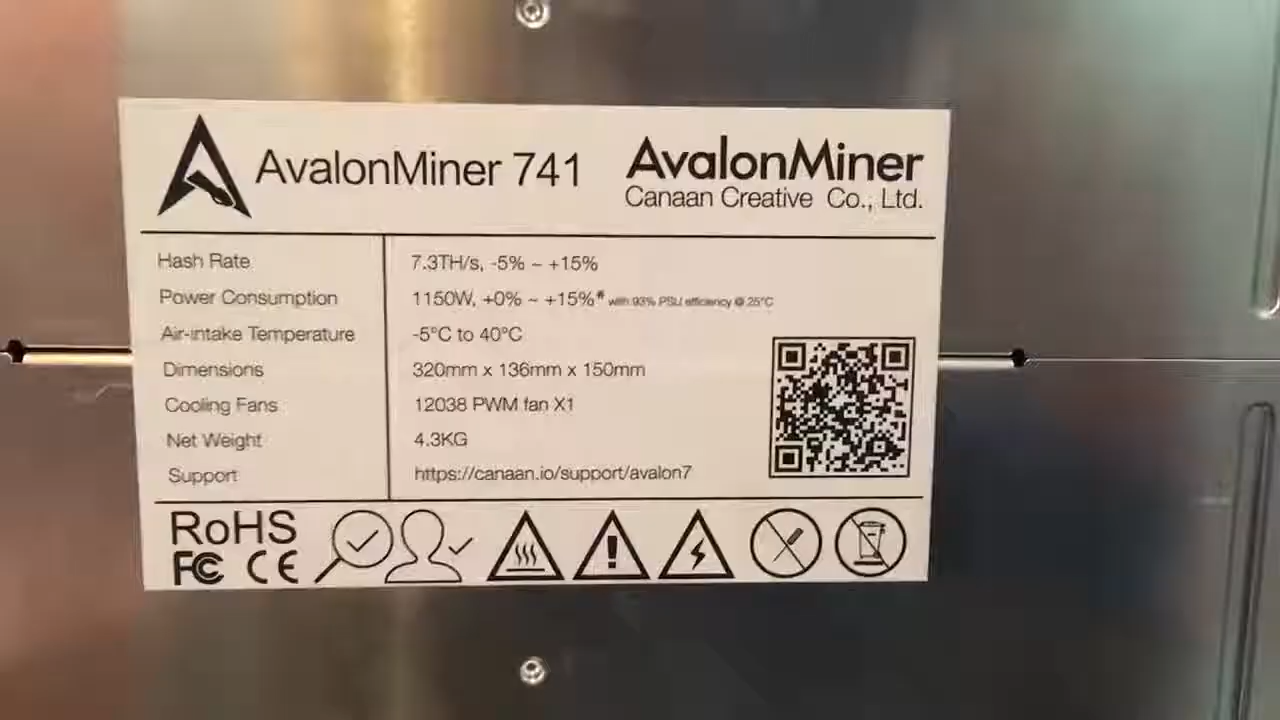 AvalonMiner 741
AvalonMiner
Canaan Creative Co., Ltd.
Hash Rate 7.3TH/s, -5% ~ +15%
Power Consumption 1150W, +0% ~ +15%# with 93% PSU efficiency @ 25°C
Air-intake Temperature -5°C to 40°C
Dimensions 320mm x 136mm x 150mm
Cooling Fans 12038 PWM fan X1
Net Weight 4.3KG
Support https://canaan.io/support/avalon7
RoHS
FC CE